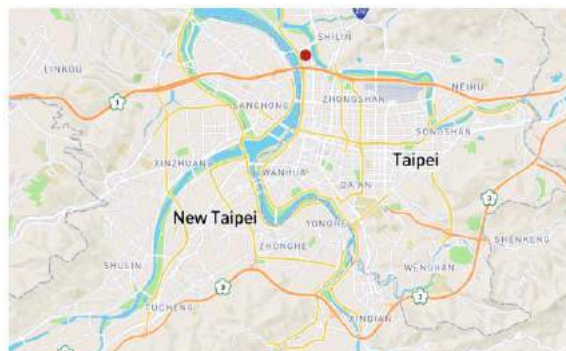 SHILIN
LINKOU
NEIHU
1
SANCHONG
ZHONGSHAN
SONGSHAN
XINZHUANG
WANHUA
Taipei
DA'AN
3
New Taipei
YONGHE
ZHONGHE
SHENKENG
SHULIN
WENSHAN
3
3
TUCHENG
XINDIAN